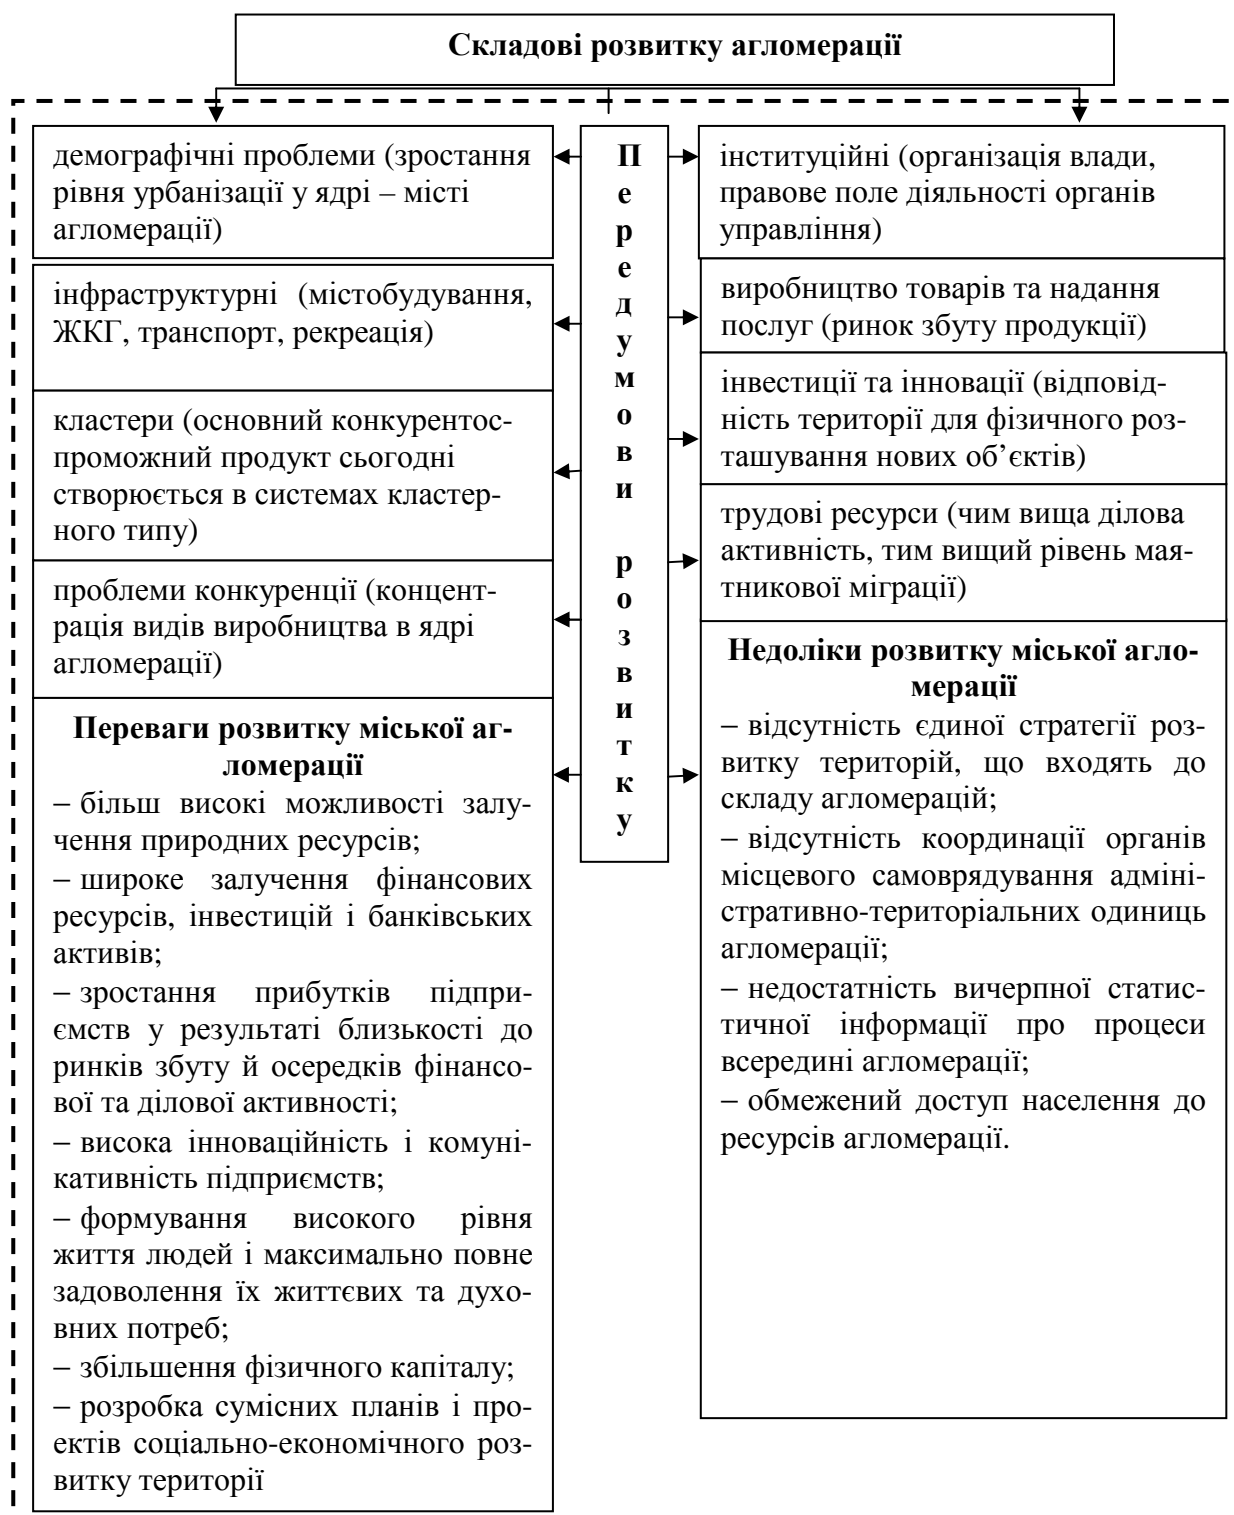 Складові розвитку агломерації
демографічні проблеми (зростання
рівня урбанізації у ядрі – місті
агломерації)
інфраструктурні (містобудування,
ЖКГ, транспорт, рекреація)
кластери (основний конкурентос-
проможний продукт сьогодні
створюється в системах кластер-
ного типу)
проблеми конкуренції (концент-
рація видів виробництва в ядрі
агломерації)
Переваги розвитку міської аг-
ломерації
– більш високі можливості залу-
чення природних ресурсів;
– широке залучення фінансових
ресурсів, інвестицій і банківських
активів;
– зростання прибутків підпри-
ємств у результаті близькості до
ринків збуту й осередків фінансо-
вої та ділової активності;
– висока інноваційність і комуні-
кативність підприємств;
– формування високого рівня
життя людей і максимально повне
задоволення їх життєвих та духо-
вних потреб;
– збільшення фізичного капіталу;
– розробка сумісних планів і про-
ектів соціально-економічного роз-
витку території
П
е
р
е
д
у
м
о
в
и
р
о
з
в
и
т
к
у
інституційні (організація влади,
правове поле діяльності органів
управління)
виробництво товарів та надання
послуг (ринок збуту продукції)
інвестиції та інновації (відповід-
ність території для фізичного роз-
ташування нових об’єктів)
трудові ресурси (чим вища ділова
активність, тим вищий рівень мая-
тникової міграції)
Недоліки розвитку міської агло-
мерації
– відсутність єдиної стратегії роз-
витку територій, що входять до
складу агломерацій;
– відсутність координації органів
місцевого самоврядування адміні-
стративно-територіальних одиниць
агломерації;
– недостатність вичерпної статис-
тичної інформації про процеси
всередині агломерації;
– обмежений доступ населення до
ресурсів агломерації.